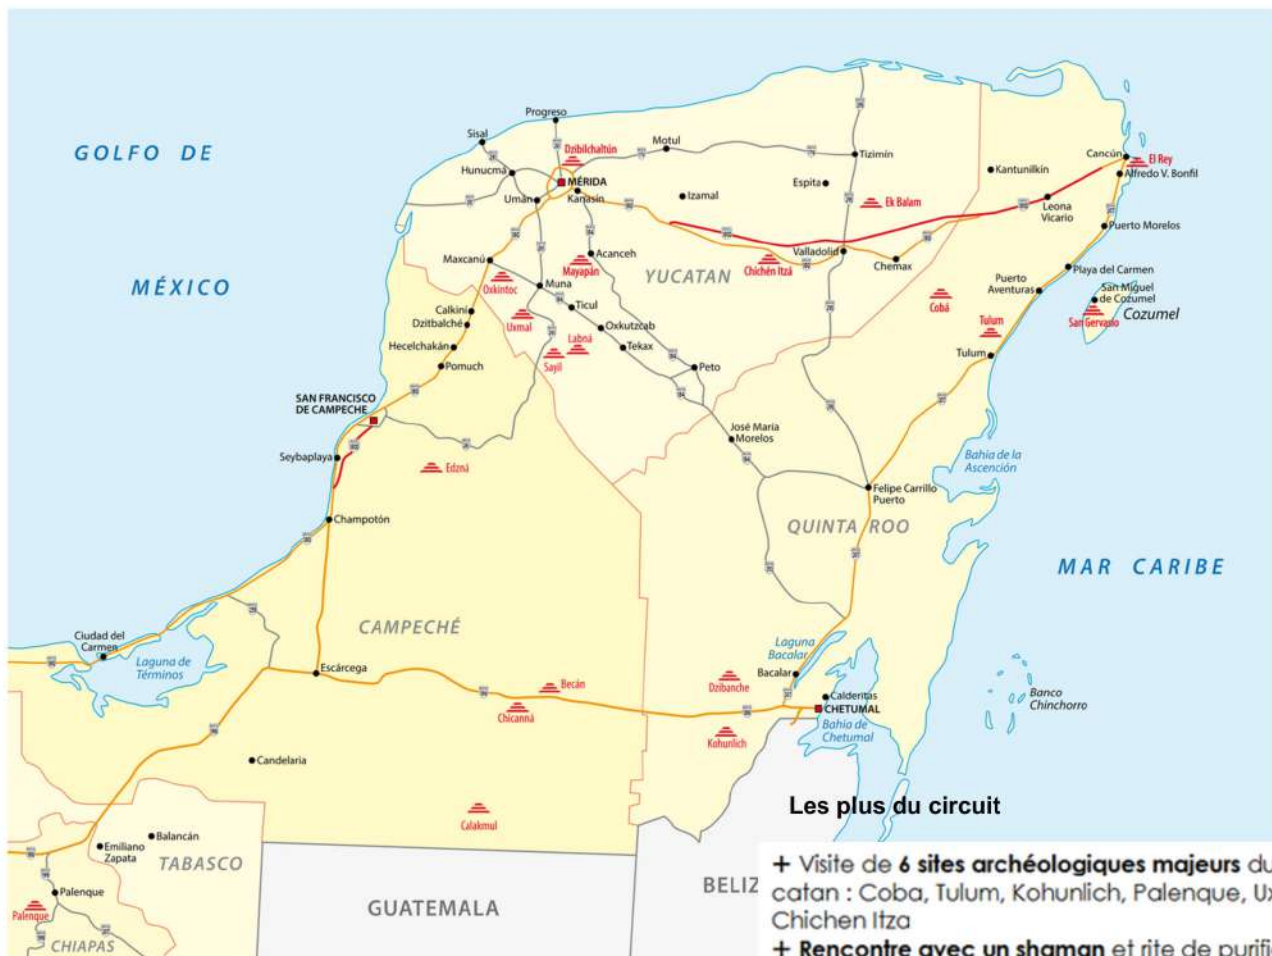 Progreso
Sisal
Motul
Dzibilchaltún
GOLFO DE
Tizimín
Cancún
El Rey
Hunucmá
MÉRIDA
Kantunilkín
Alfredo V. Bonfil
Espita
Umán
Kanasín
Izamal
Ek Balam
Leona
Vicario
Puerto Morelos
Maxcanú
Acanceh
Valladolid
Mayapán
YUCATAN
Chichén Itzá
Chemax
Playa del Carmen
MÉXICO
Oxkintoc
Muna
Puerto
Aventuras
San Miguel
de Cozumel
Calkiní
Ticul
Cobá
Tulum
San Gervasio
Cozumel
Dzitbalché
Uxmal
Oxkutzcab
Hecelchakán
Labná
Tekax
Tulum
Pomuch
Sayil
Peto
SAN FRANCISCO
DE CAMPECHE
José María
Morelos
Seybaplaya
Edzná
Bahía de la
Ascención
Felipe Carrillo
Puerto
Champotón
QUINTA ROO
MAR CARIBE
CAMPECHÉ
Ciudad del
Carmen
Laguna
Bacalar
Laguna de
Términos
Escárcega
Bacalar
Becán
Dzibanche
Calderitas
Banco
Chinchorro
Chicanná
CHETUMAL
Bahía de
Chetumal
Kohunlich
Candelaria
Les plus du circuit
Calakmul
Balancán
Emiliano
Zapata
TABASCO
+ Visite de 6 sites archéologiques majeurs du
catan : Coba, Tulum, Kohunlich, Palenque, Ux
Chichen Itza
+ Rencontre avec un shaman et rite de purifi
BELIZ
Palenque
GUATEMALA
Palenque
CHIAPAS